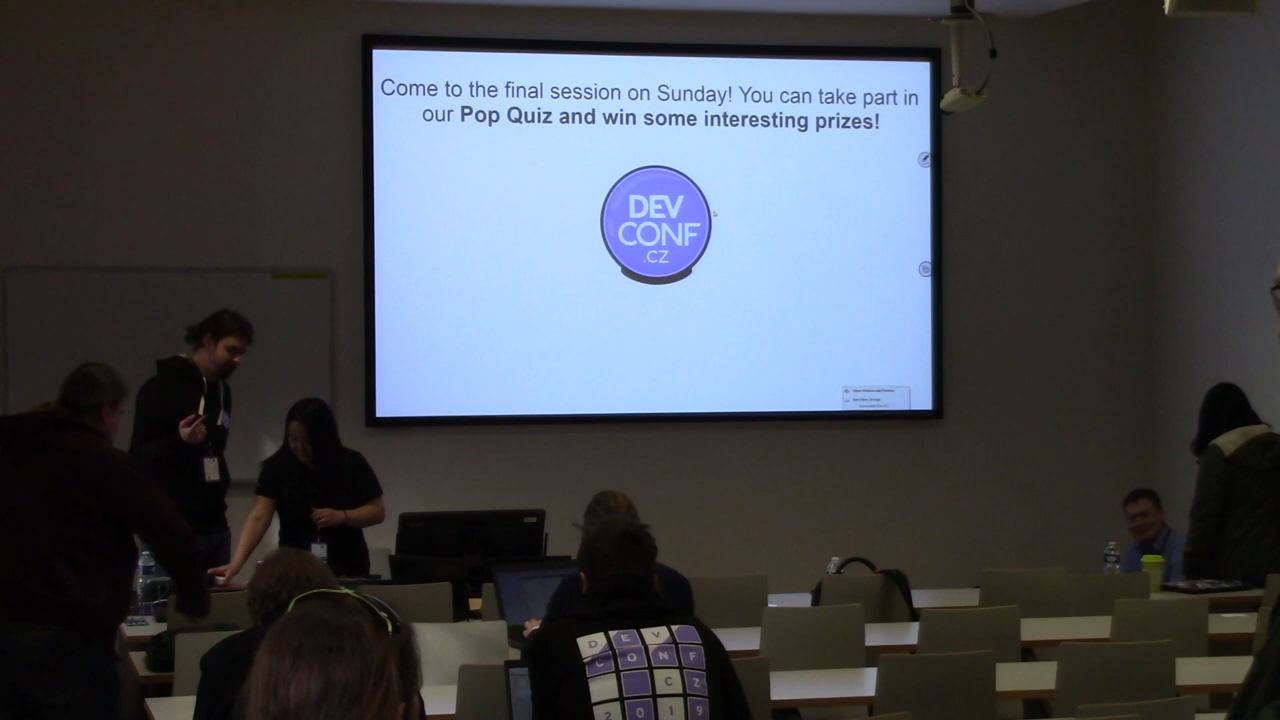 Come to the final session on Sunday! You can take part in
our Pop Quiz and win some interesting prizes!
DEV
CONF
.CZ
DEV
CONF
CZ
2019